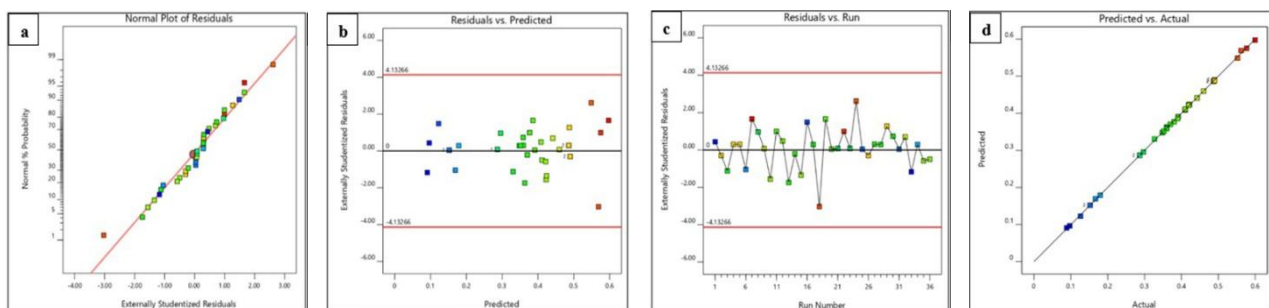 a
Normal Plot of Residuals
Normal % Probability
99
95
90
80
70
50
30
20
10
5
1
-4.00 -3.00 -2.00 -1.00 0.00 1.00 2.00 3.00
Externally Studentized Residuals
b
Residuals vs. Predicted
Externally Studentized Residuals
6.00
4.13266
4.00
2.00
0
0.00
-2.00
-4.13266
-4.00
-6.00
0 0.1 0.2 0.3 0.4 0.5 0.6
Predicted
c
Residuals vs. Run
Externally Studentized Residuals
6.00
4.13266
4.00
2.00
0
0.00
-2.00
-4.13266
-4.00
-6.00
1 6 11 16 21 26 31 36
Run Number
d
Predicted vs. Actual
Predicted
0.6
0.5
0.4
0.3
0.2
0.1
0
0 0.1 0.2 0.3 0.4 0.5 0.6
Actual